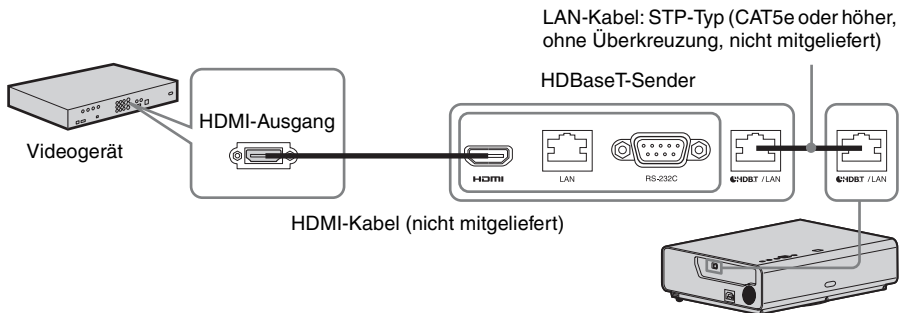 LAN-Kabel: STP-Typ (CAT5e oder höher,
ohne Überkreuzung, nicht mitgeliefert)
HDBaseT-Sender
HDMI-Ausgang
Videogerät
HDMI
LAN
RS-232C
HDBT / LAN
HDBT / LAN
HDMI-Kabel (nicht mitgeliefert)